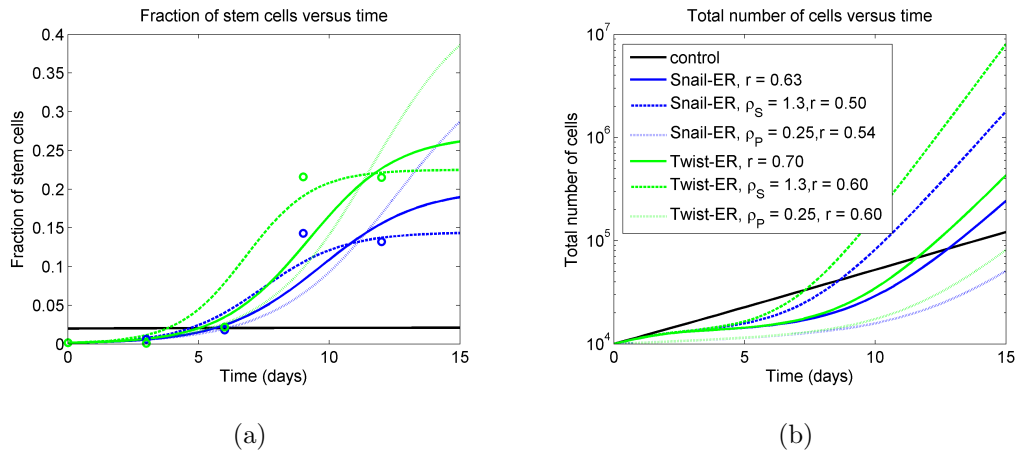 Fraction of stem cells versus time
0.4
0.35
0.3
0.25
0.2
0.15
0.1
0.05
0
Fraction of stem cells
0 5 10 15
Time (days)
(a)
Total number of cells versus time
10^7
10^6
10^5
10^4
Total number of cells
control
Snail-ER, r = 0.63
Snail-ER, ρ_S = 1.3,r = 0.50
Snail-ER, ρ_P = 0.25,r = 0.54
Twist-ER, r = 0.70
Twist-ER, ρ_S = 1.3,r = 0.60
Twist-ER, ρ_P = 0.25, r = 0.60
0 5 10 15
Time (days)
(b)